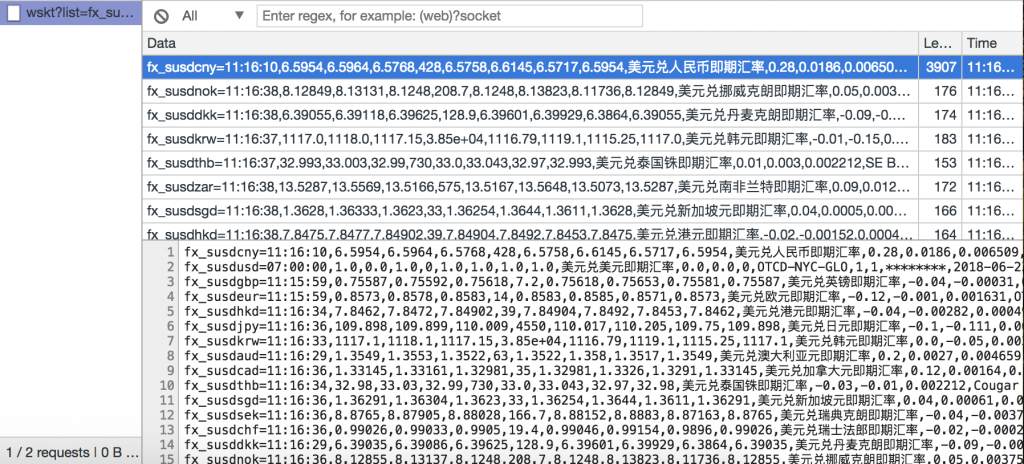 wskt?list=fx_su...
All
Enter regex, for example: (web)?socket
Data Le... Time
fx_susdcny=11:16:10,6.5954,6.5964,6.5768,428,6.5758,6.6145,6.5717,6.5954,美元兑人民币即期汇率,0.28,0.0186,0.00650... 3907 11:16...
fx_susdnok=11:16:38,8.12849,8.13131,8.1248,208.7,8.1248,8.13823,8.11736,8.12849,美元兑挪威克朗即期汇率,0.05,0.003... 176 11:16...
fx_susddkk=11:16:38,6.39055,6.39118,6.39625,128.9,6.39601,6.39929,6.3864,6.39055,美元兑丹麦克朗即期汇率,-0.09,-0.... 174 11:16...
fx_susdkrw=11:16:37,1117.0,1118.0,1117.15,3.85e+04,1116.79,1119.1,1115.25,1117.0,美元兑韩元即期汇率,-0.01,-0.15,0.... 183 11:16...
fx_susdthb=11:16:37,32.993,33.003,32.99,730,33.0,33.043,32.97,32.993,美元兑泰国铢即期汇率,0.01,0.003,0.002212,SE B... 153 11:16...
fx_susdzar=11:16:38,13.5287,13.5569,13.5166,575,13.5167,13.5648,13.5073,13.5287,美元兑南非兰特即期汇率,0.09,0.012... 172 11:16...
fx_susdsgd=11:16:38,1.3628,1.36333,1.3623,33,1.36254,1.3644,1.3611,1.3628,美元兑新加坡元即期汇率,0.04,0.0005,0.00... 166 11:16...
fx_susdhkd=11:16:38,7.8475,7.8477,7.84902,39,7.84904,7.8492,7.8453,7.8475,美元兑港元即期汇率,-0.02,-0.00152,0.0004... 164 11:16...
1 fx_susdcny=11:16:10,6.5954,6.5964,6.5768,428,6.5758,6.6145,6.5717,6.5954,美元兑人民币即期汇率,0.28,0.0186,0.006509,
2 fx_susdusd=07:00:00,1.0,0.0,1.0,0,1.0,1.0,1.0,1.0,美元兑美元即期汇率,0.0,0.0,0,OTCD-NYC-GLO,1,1,********,2018-06-2
3 fx_susdgbp=11:15:59,0.75587,0.75592,0.75618,7.2,0.75618,0.75653,0.75581,0.75587,美元兑英镑即期汇率,-0.04,-0.00031,
4 fx_susdeur=11:15:59,0.8573,0.8578,0.8583,14,0.8583,0.8585,0.8571,0.8573,美元兑欧元即期汇率,-0.12,-0.001,0.001631,OT
5 fx_susdhkd=11:16:34,7.8462,7.8472,7.84902,39,7.84904,7.8492,7.8453,7.8462,美元兑港元即期汇率,-0.04,-0.00282,0.0004
6 fx_susdjpy=11:16:36,109.898,109.899,110.009,4550,110.017,110.205,109.75,109.898,美元兑日元即期汇率,-0.1,-0.111,0.00
7 fx_susdkrw=11:16:33,1117.1,1118.1,1117.15,3.85e+04,1116.79,1119.1,1115.25,1117.1,美元兑韩元即期汇率,0.0,-0.05,0.00
8 fx_susdaud=11:16:29,1.3549,1.3553,1.3522,63,1.3522,1.358,1.3517,1.3549,美元兑澳大利亚元即期汇率,0.2,0.0027,0.004659
9 fx_susdcad=11:16:36,1.33145,1.33161,1.32981,35,1.32981,1.3326,1.3291,1.33145,美元兑加拿大元即期汇率,0.12,0.00164,0.
10 fx_susdthb=11:16:34,32.98,33.03,32.99,730,33.0,33.043,32.97,32.98,美元兑泰国铢即期汇率,-0.03,-0.01,0.002212,Cougar
11 fx_susdsgd=11:16:36,1.36291,1.36304,1.3623,33,1.36254,1.3644,1.3611,1.36291,美元兑新加坡元即期汇率,0.04,0.00061,0.0
12 fx_susdsek=11:16:36,8.8765,8.87905,8.88028,166.7,8.88152,8.8883,8.87163,8.8765,美元兑瑞典克朗即期汇率,-0.04,-0.0037
13 fx_susdchf=11:16:36,0.99026,0.99033,0.9905,19.4,0.99046,0.99154,0.9896,0.99026,美元兑瑞士法郎即期汇率,-0.02,-0.0002
14 fx_susddkk=11:16:29,6.39035,6.39086,6.39625,128.9,6.39601,6.39929,6.3864,6.39035,美元兑丹麦克朗即期汇率,-0.09,-0.00
15 fx_susdnok=11:16:36,8.12855,8.13137,8.1248,208.7,8.1248,8.13823,8.11736,8.12855,美元兑挪威克朗即期汇率,0.05,0.00375
1 / 2 requests | 0 B ...